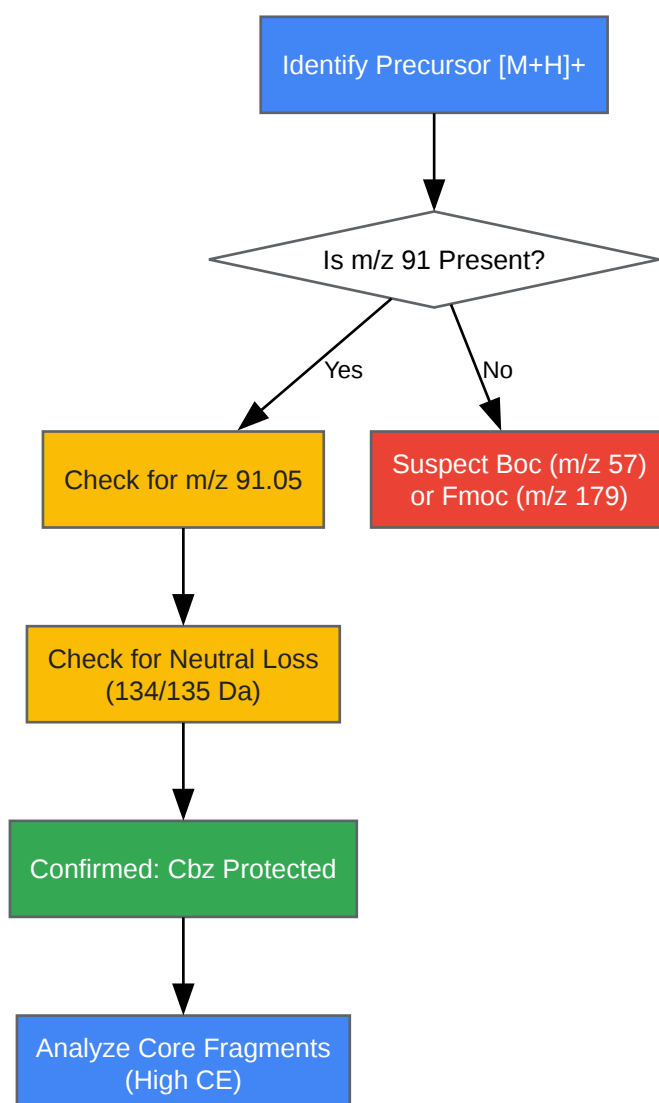 Identify Precursor [M+H]+
Is m/z 91 Present?
Yes
No
Check for m/z 91.05
Suspect Boc (m/z 57)
or Fmoc (m/z 179)
Check for Neutral Loss
(134/135 Da)
Confirmed: Cbz Protected
Analyze Core Fragments
(High CE)